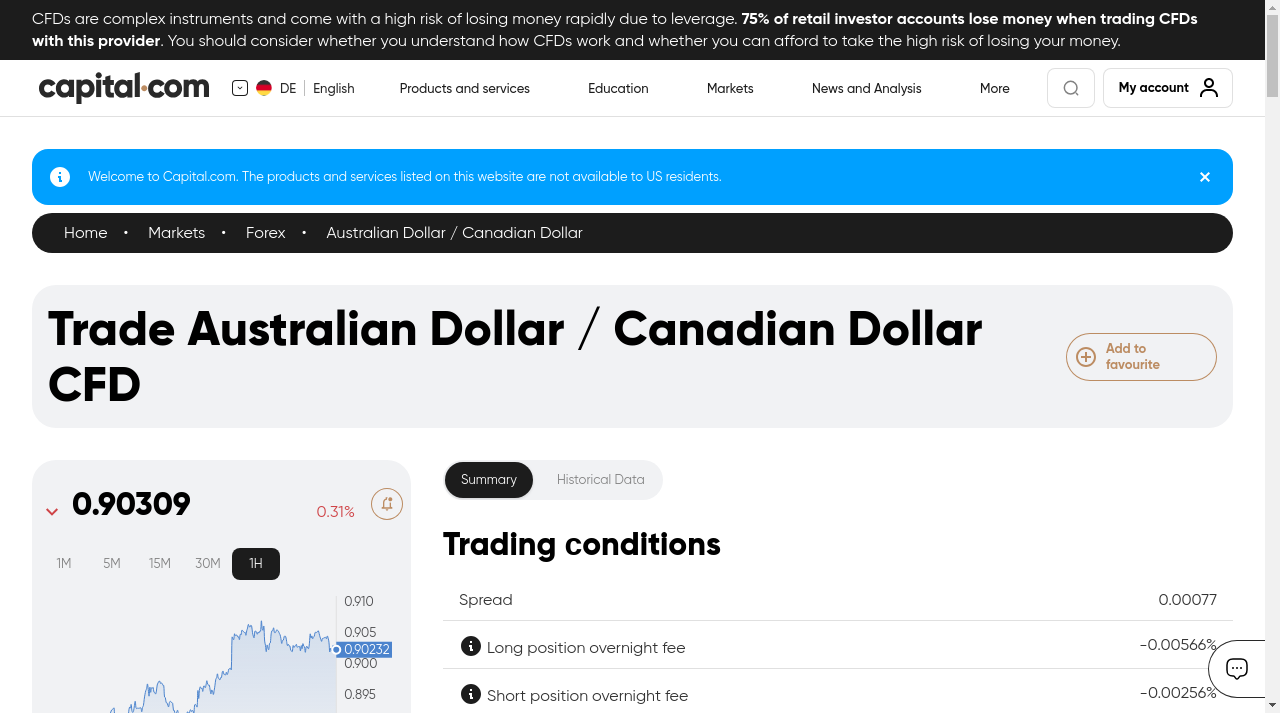 CFDs are complex instruments and come with a high risk of losing money rapidly due to leverage. 75% of retail investor accounts lose money when trading CFDs
with this provider. You should consider whether you understand how CFDs work and whether you can afford to take the high risk of losing your money.
capital.com
DE
English
Products and services
Education
Markets
News and Analysis
More
My account
Welcome to Capital.com. The products and services listed on this website are not available to US residents.
Home • Markets • Forex • Australian Dollar / Canadian Dollar
Trade Australian Dollar / Canadian Dollar
CFD
Add to
favourite
0.90309
0.31%
1M 5M 15M 30M 1H
0.910
0.905
0.90232
0.900
0.895
Summary
Historical Data
Trading conditions
Spread 0.00077
Long position overnight fee -0.00566%
Short position overnight fee -0.00256%